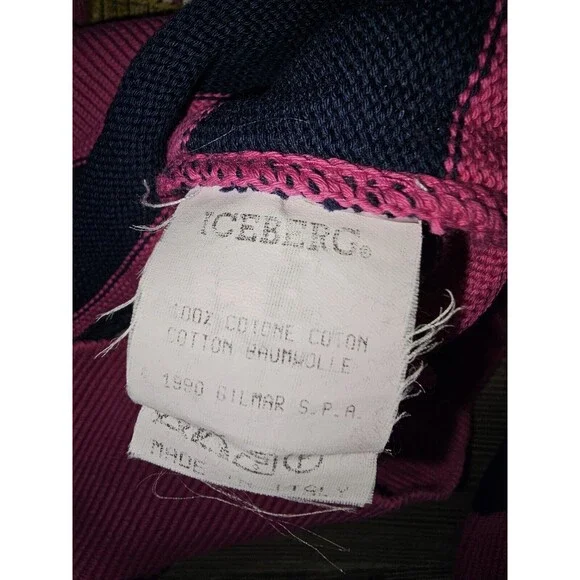 ICEBERG®
100% COTONE COTON
COTTON BAUMWOLLE
1990 GILMAR S.P.A.
MADE IN ITALY